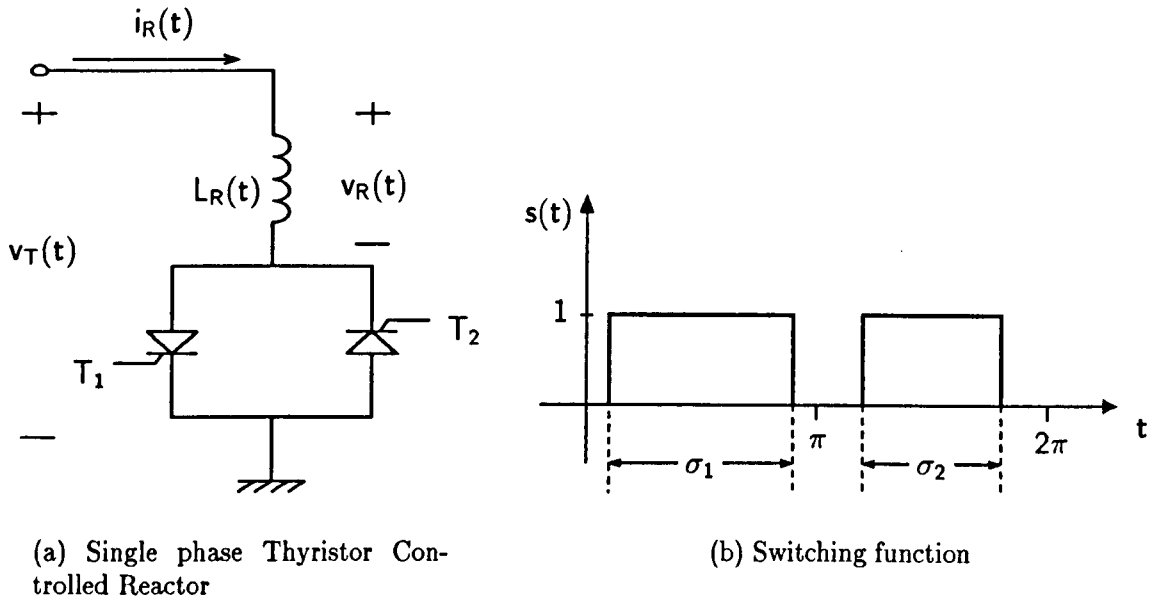 i_R(t)
+
+
L_R(t)
v_R(t)
v_T(t)
—
T_1
T_2
—
s(t)
1
π
2π
t
σ_1
σ_2
(a) Single phase Thyristor Con-
trolled Reactor
(b) Switching function